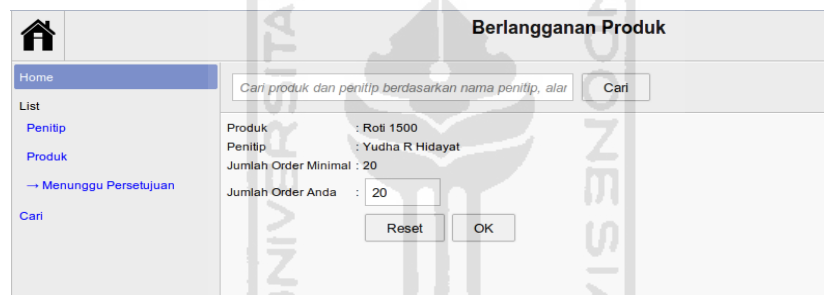 Berlangganan Produk
Home
List
Penitip
Produk
→ Menunggu Persetujuan
Cari
Cari produk dan penitip berdasarkan nama penitip, alar
Cari
Produk : Roti 1500
Penitip : Yudha R Hidayat
Jumlah Order Minimal : 20
Jumlah Order Anda : 20
Reset OK